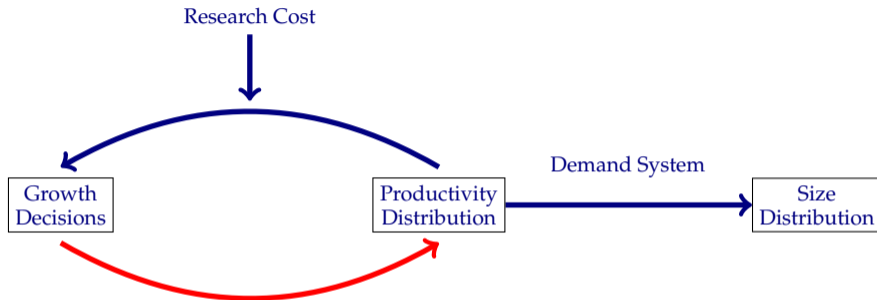 Research Cost
Demand System
Growth
Decisions
Productivity
Distribution
Size
Distribution